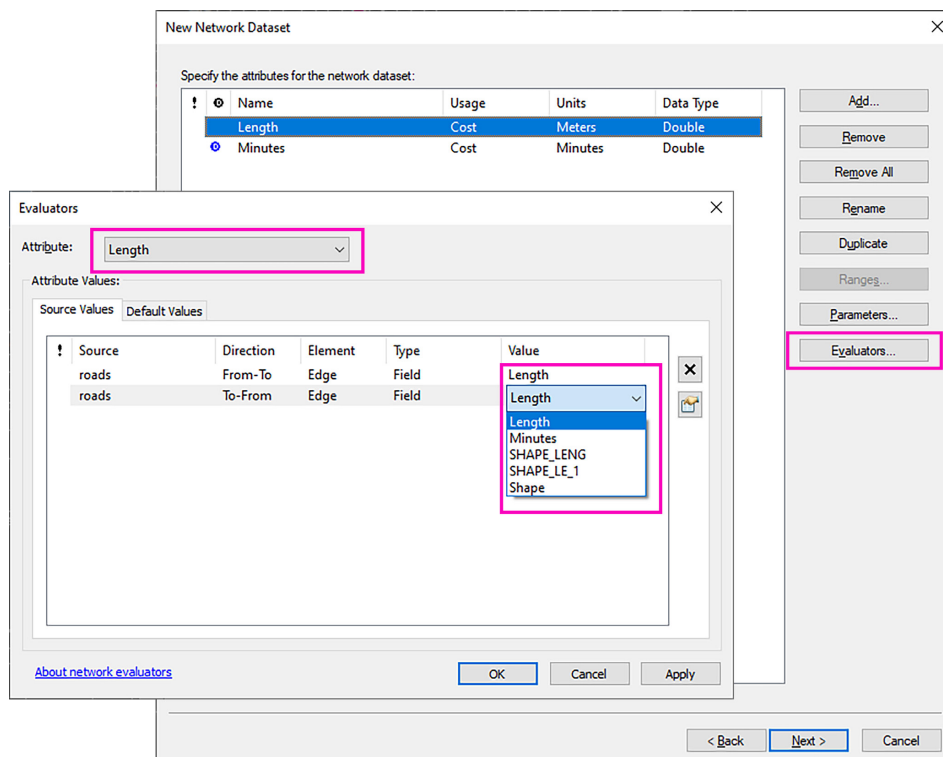 New Network Dataset
Specify the attributes for the network dataset:
! Name Usage Units Data Type
Length Cost Meters Double
Minutes Cost Minutes Double
Add...
Remove
Remove All
Rename
Duplicate
Ranges...
Parameters...
Evaluators...
Evaluators
Attribute: Length
Attribute Values:
Source Values Default Values
! Source Direction Element Type Value
roads From-To Edge Field Length
roads To-From Edge Field Length
Length
Minutes
SHAPE_LENG
SHAPE_LE_1
Shape
About network evaluators
OK Cancel Apply
< Back Next > Cancel